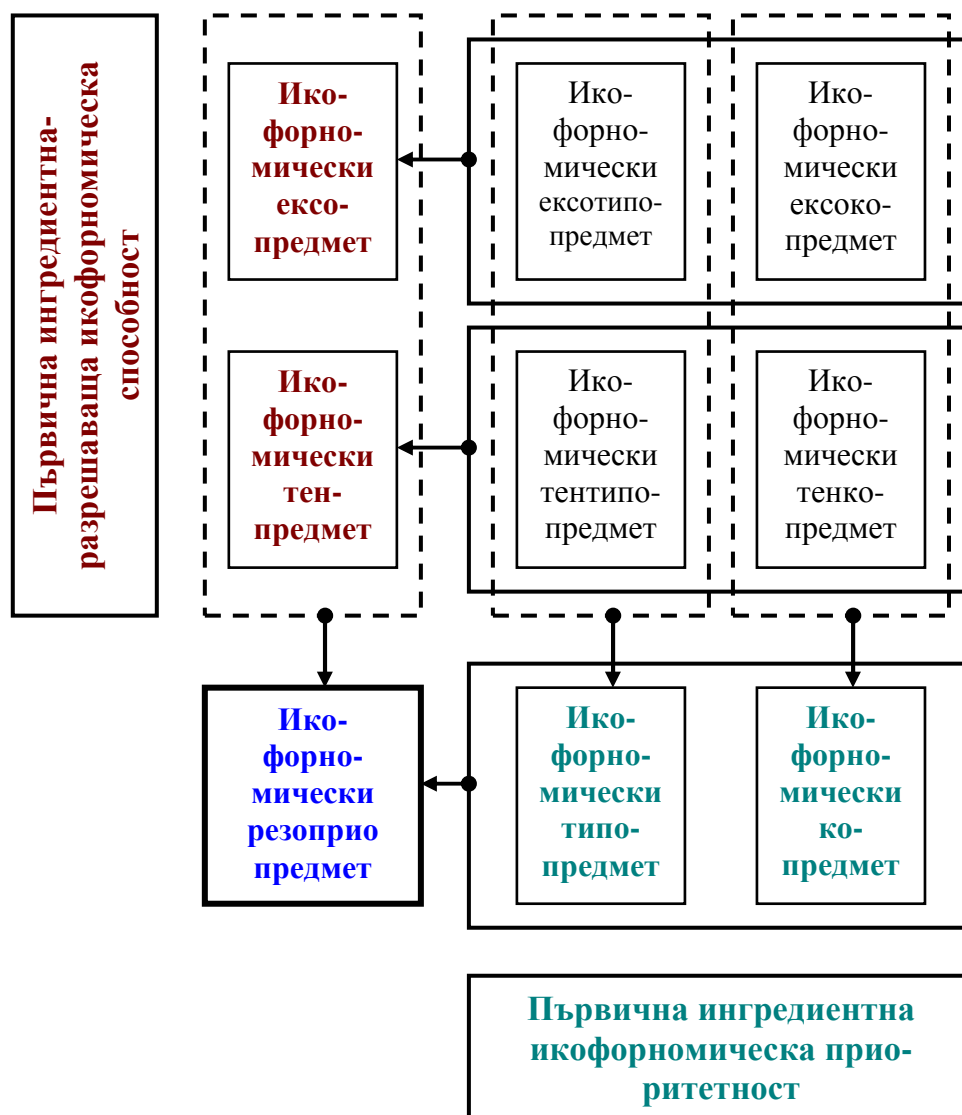 Първична ингредиентна-
разрешаваща икофорномическа
способност
Ико-
форно-
мически
ексо-
предмет
Ико-
форно-
мически
ексотипо-
предмет
Ико-
форно-
мически
ексоко-
предмет
Ико-
форно-
мически
тен-
предмет
Ико-
форно-
мически
тентипо-
предмет
Ико-
форно-
мически
тенко-
предмет
Ико-
форно-
мически
резоприо
предмет
Ико-
форно-
мически
типо-
предмет
Ико-
форно-
мически
ко-
предмет
Първична ингредиентна
икофорномическа прио-
ритетност